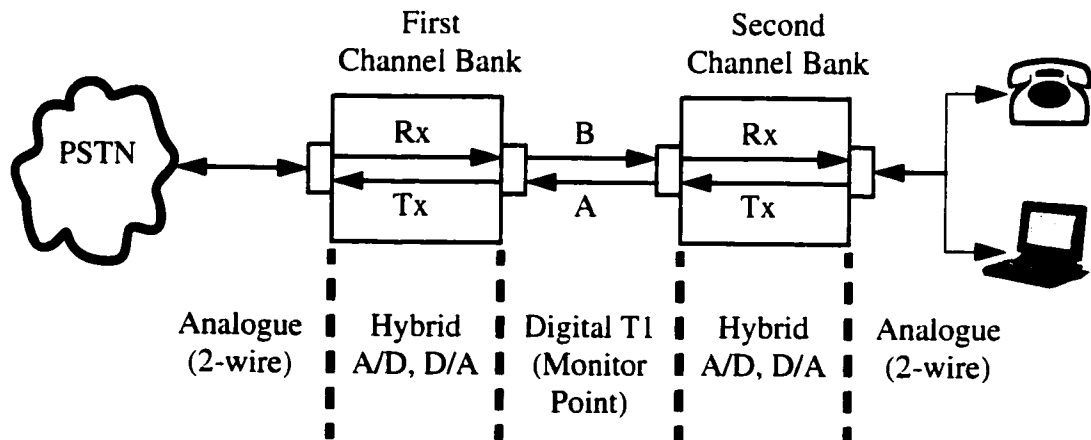 First
Channel Bank
Second
Channel Bank
PSTN
Rx
B
Rx
Tx
A
Tx
Analogue
(2-wire)
Hybrid
A/D, D/A
Digital T1
(Monitor
Point)
Hybrid
A/D, D/A
Analogue
(2-wire)